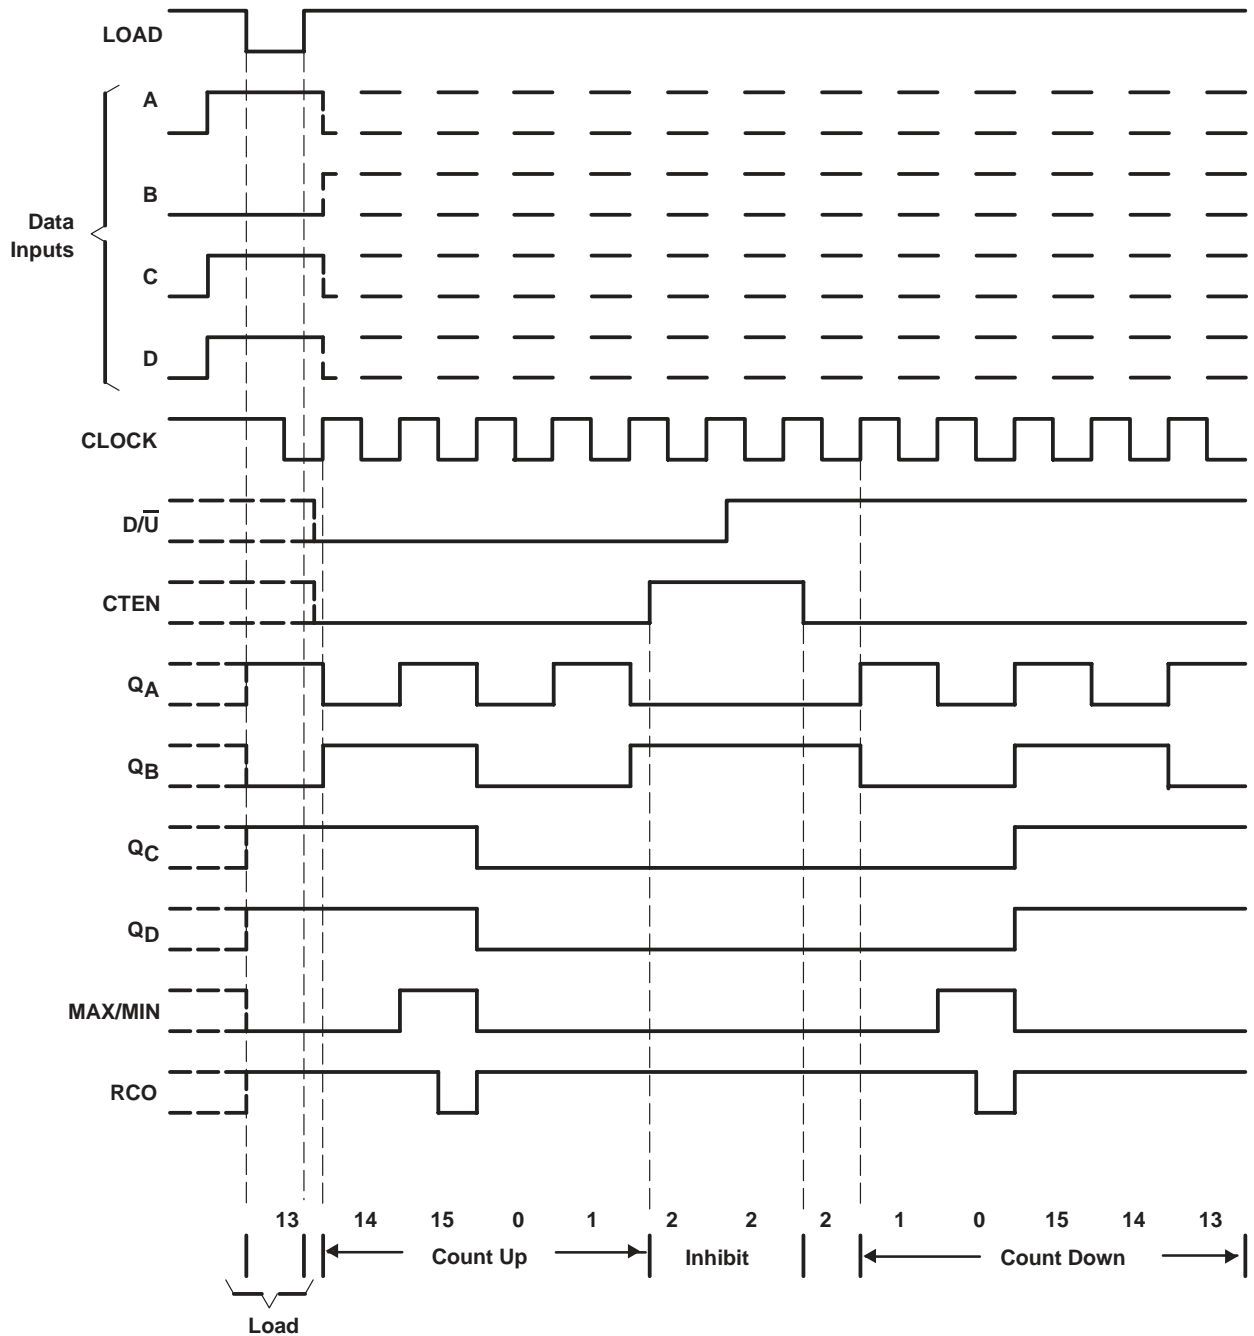 LOAD
A
B
Data
Inputs
C
D
CLOCK
D/U̅
CTEN
QA
QB
QC
QD
MAX/MIN
RCO
13 14 15 0 1 2 2 2 1 0 15 14 13
Count Up Inhibit Count Down
Load